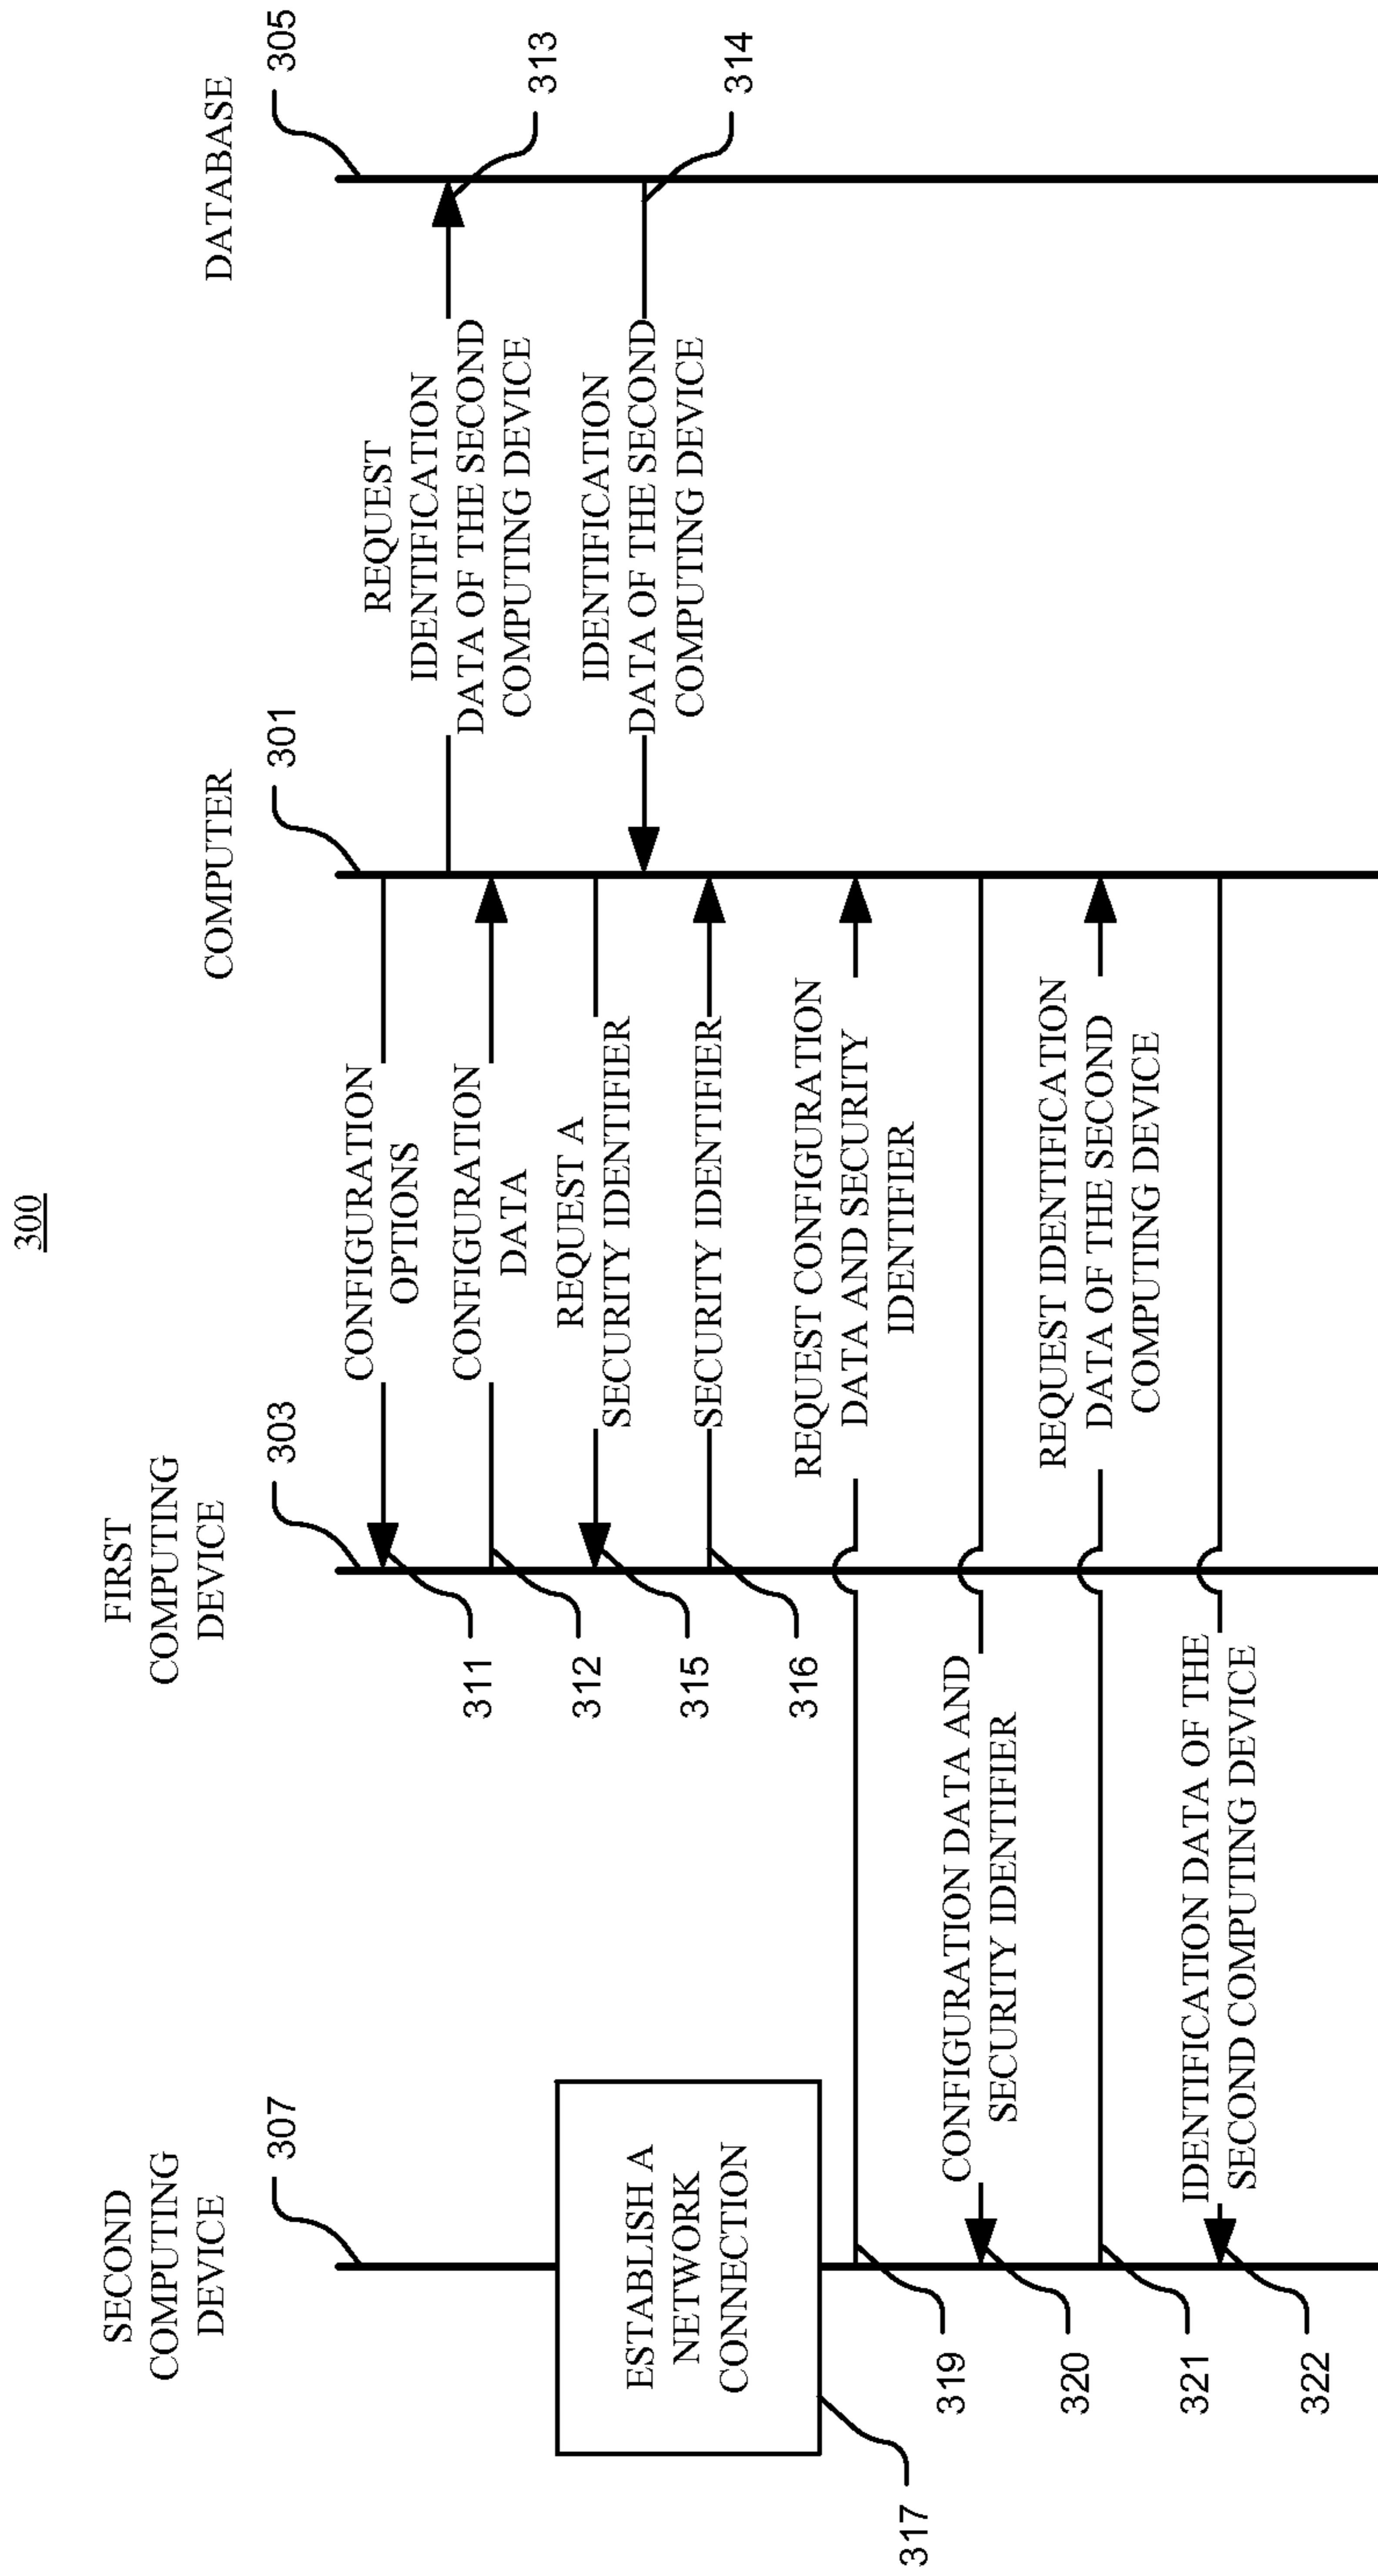 300
SECOND
COMPUTING
DEVICE
307
FIRST
COMPUTING
DEVICE
303
COMPUTER
301
DATABASE
305
CONFIGURATION
OPTIONS
311
REQUEST
IDENTIFICATION
DATA OF THE SECOND
COMPUTING DEVICE
313
CONFIGURATION
DATA
312
REQUEST A
SECURITY IDENTIFIER
315
IDENTIFICATION
DATA OF THE SECOND
COMPUTING DEVICE
314
SECURITY IDENTIFIER
316
ESTABLISH A
NETWORK
CONNECTION
317
REQUEST CONFIGURATION
DATA AND SECURITY
IDENTIFIER
319
CONFIGURATION DATA AND
SECURITY IDENTIFIER
320
REQUEST IDENTIFICATION
DATA OF THE SECOND
COMPUTING DEVICE
321
IDENTIFICATION DATA OF THE
SECOND COMPUTING DEVICE
322